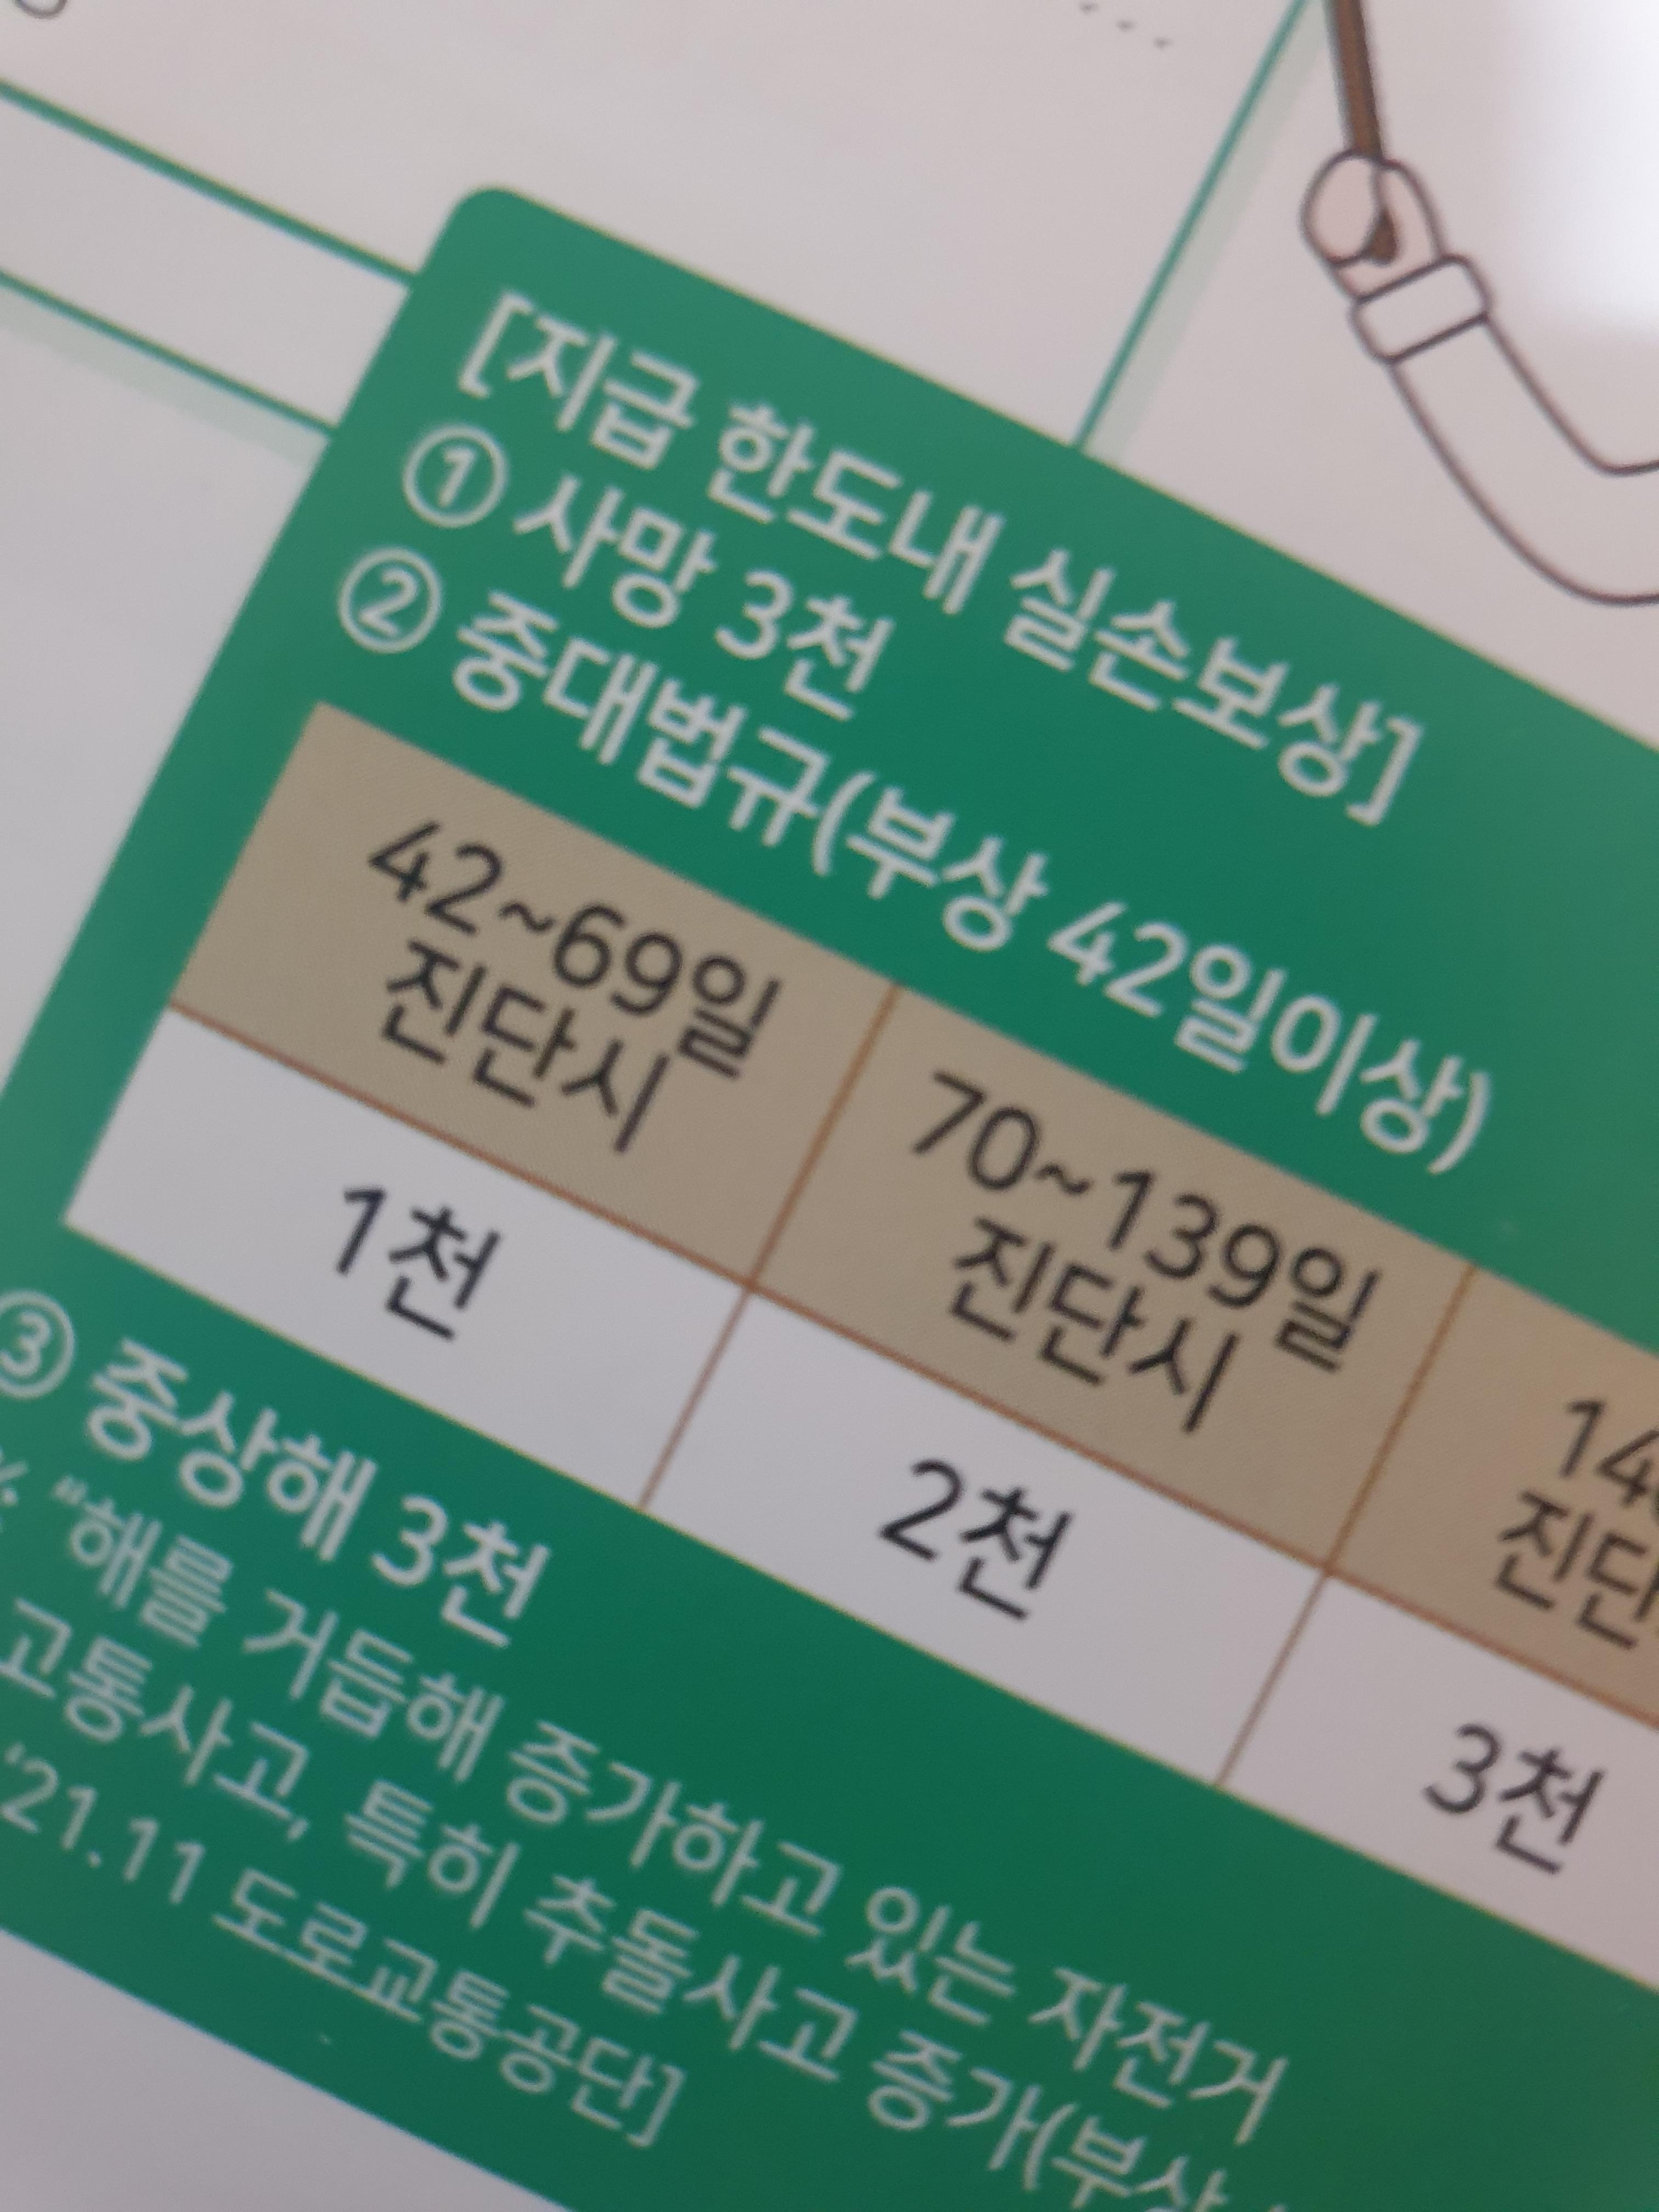 [지급 한도내 실손보상]
① 사망 3천
② 중대법규(부상 42일이상)
42~69일 70~139일
진단시 진단시
1천 2천 3천
③ 중상해 3천
"해를 거듭해 증가하고 있는 자전거
교통사고, 특히 추돌사고 증가(부상
'21.11 도로교통공단]